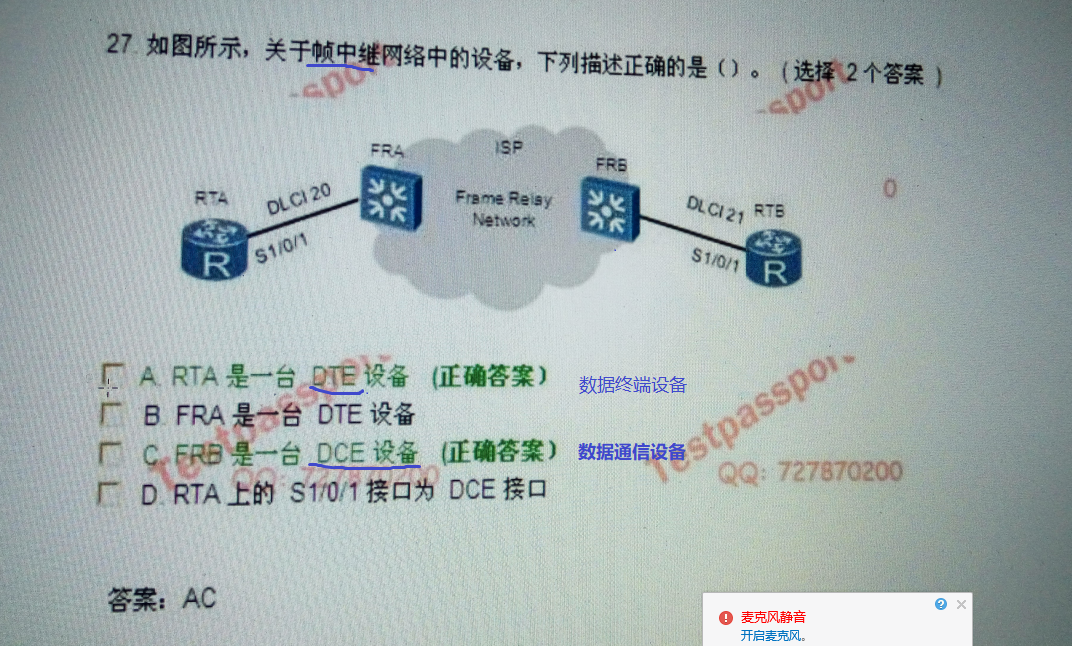 27. 如图所示，关于帧中继网络中的设备，下列描述正确的是（）。（选择 2 个答案 ）
-sport
-sport
ISP
FRA
FRB
RTA
DLCI 20
Frame Relay
Network
DLCI 21
RTB
0
S1/0/1
S1/0/1
R
R
A. RTA 是一台 DTE 设备 (正确答案）
数据终端设备
B. FRA 是一台 DTE 设备
C. FRB 是一台 DCE 设备 (正确答案）
数据通信设备
D. RTA 上的 S1/0/1 接口为 DCE 接口
Testpassport
QQ: 727870200
Testpassport
QQ: 727870200
答案：AC
麦克风静音
开启麦克风。